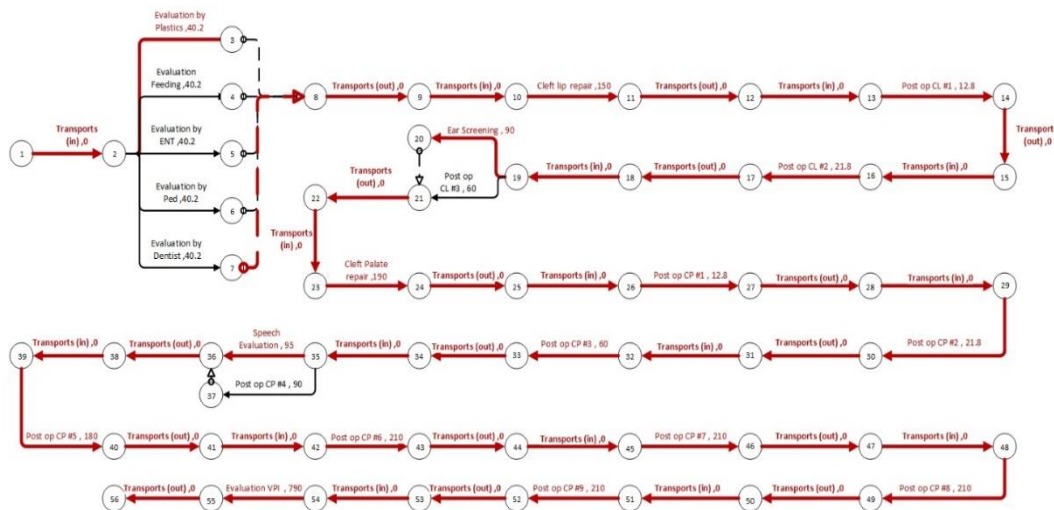 Evaluation by
Plastics ,40.2
3
Evaluation
Feeding ,40.2
4
Transports (out) ,0
Transports (in) ,0
Cleft lip repair ,150
Transports (out) ,0
Transports (in) ,0
Post op CL #1 , 12.8
8
9
10
11
12
13
14
Transports
(in) ,0
1
2
Evaluation by
ENT ,40.2
5
20
Ear Screening , 90
Transport
(out) ,0
Transports
(out) ,0
Post op
CL #3 , 60
19
Transports (in) ,0
18
Transports (out) ,0
17
Post op CL #2 , 21.8
16
Transports (in) ,0
15
Evaluation by
Ped ,40.2
6
22
21
Transports
(in) ,0
Evaluation by
Dentist ,40.2
7
Cleft Palate
repair ,190
Transports (out) ,0
Transports (in) ,0
Post op CP #1 , 12.8
Transports (out) ,0
Transports (in) ,0
23
24
25
26
27
28
29
39
Transports (in) ,0
38
Transports (out) ,0
36
Speech
Evaluation , 95
35
Transports (in) ,0
34
Transports (out) ,0
33
Post op CP #3 , 60
32
Transports (in) ,0
31
Transports (out) ,0
30
Post op CP #2 , 21.8
37
Post op CP #4 , 90
Post op CP #5 , 180
40
Transports (out) ,0
41
Transports (in) ,0
42
Post op CP #6 , 210
43
Transports (out) ,0
44
Transports (in) ,0
45
Post op CP #7 , 210
46
Transports (out) ,0
47
Transports (in) ,0
48
56
Transports (out) ,0
55
Evaluation VPI , 790
54
Transports (in) ,0
53
Transports (out) ,0
52
Post op CP #9 , 210
51
Transports (in) ,0
50
Transports (out) ,0
49
Post op CP #8 , 210